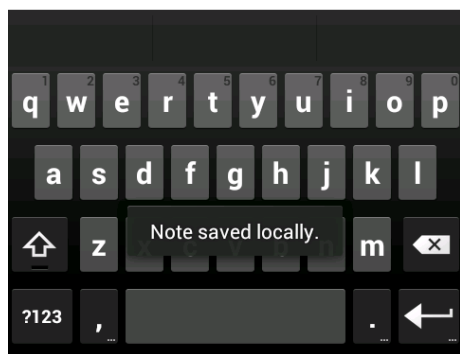 1 2 3 4 5 6 7 8 9 0
q w e r t y u i o p
a s d f g h j k l
z x c v b n m
Note saved locally.
?123 , ... . ... ...